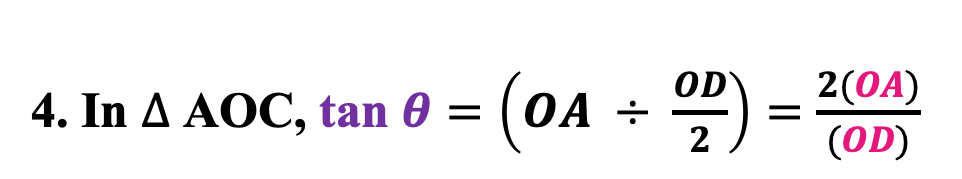 4. In Δ AOC, tan θ = (OA ÷ OD/2) = 2(OA)/(OD)